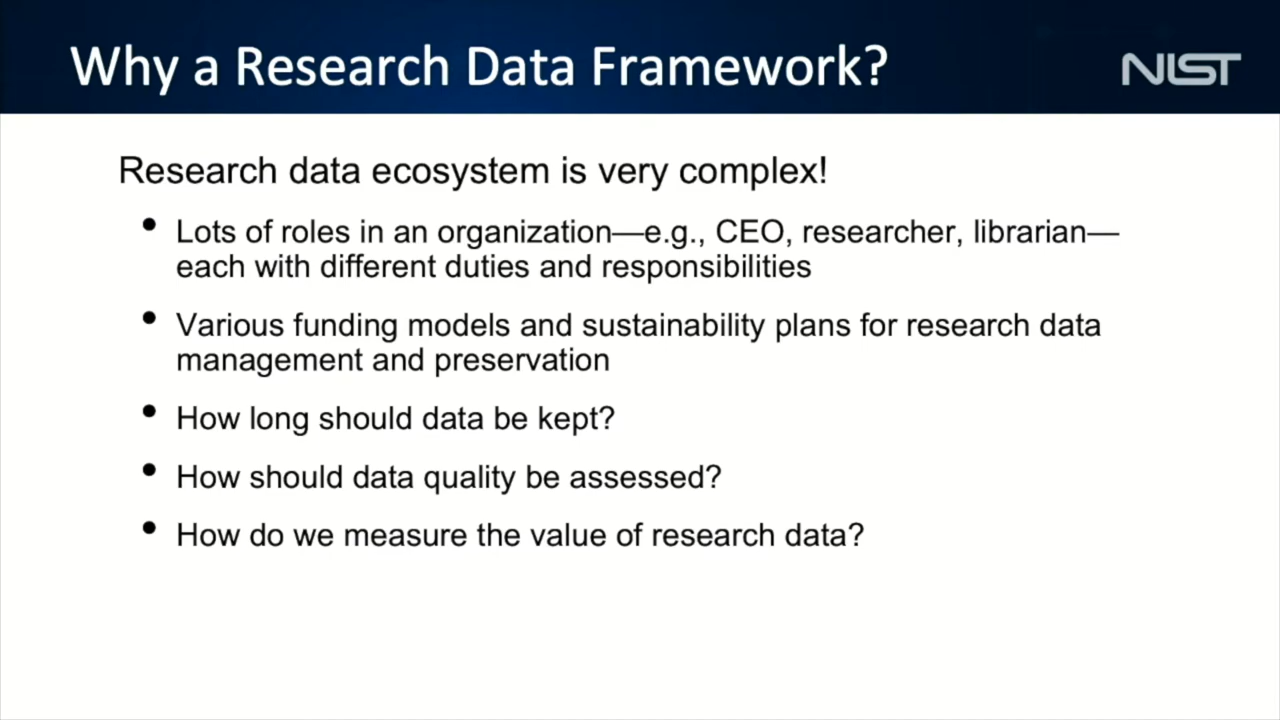 Why a Research Data Framework?
NIST
Research data ecosystem is very complex!
• Lots of roles in an organization—e.g., CEO, researcher, librarian—
each with different duties and responsibilities
• Various funding models and sustainability plans for research data
management and preservation
• How long should data be kept?
• How should data quality be assessed?
• How do we measure the value of research data?